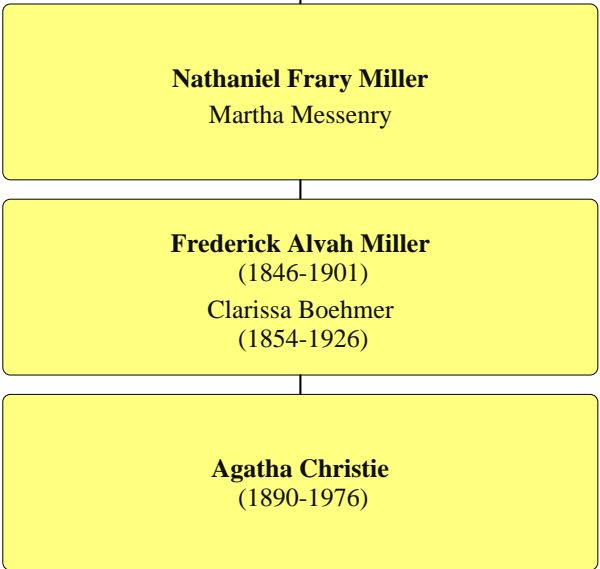 Nathaniel Frary Miller
Martha Messenry
Frederick Alvah Miller
(1846-1901)
Clarissa Boehmer
(1854-1926)
Agatha Christie
(1890-1976)